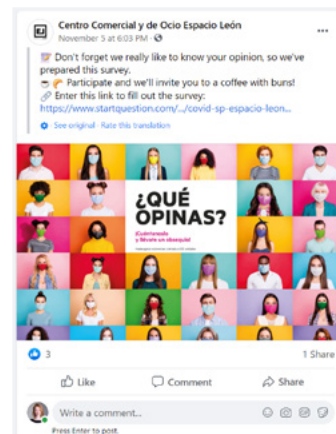 Centro Comercial y de Ocio Espacio León
November 5 at 6:03 PM ·
Don't forget we really like to know your opinion, so we've
prepared this survey.
Participate and we'll invite you to a coffee with buns!
Enter this link to fill out the survey:
https://www.startquestion.com/.../covid-sp-espacio-leon...
See original · Rate this translation
¿QUÉ
OPINAS?
¡Cuéntanoslo
y llévate un obsequio!
3
1 Share
Like
Comment
Share
Write a comment...
Press Enter to post.